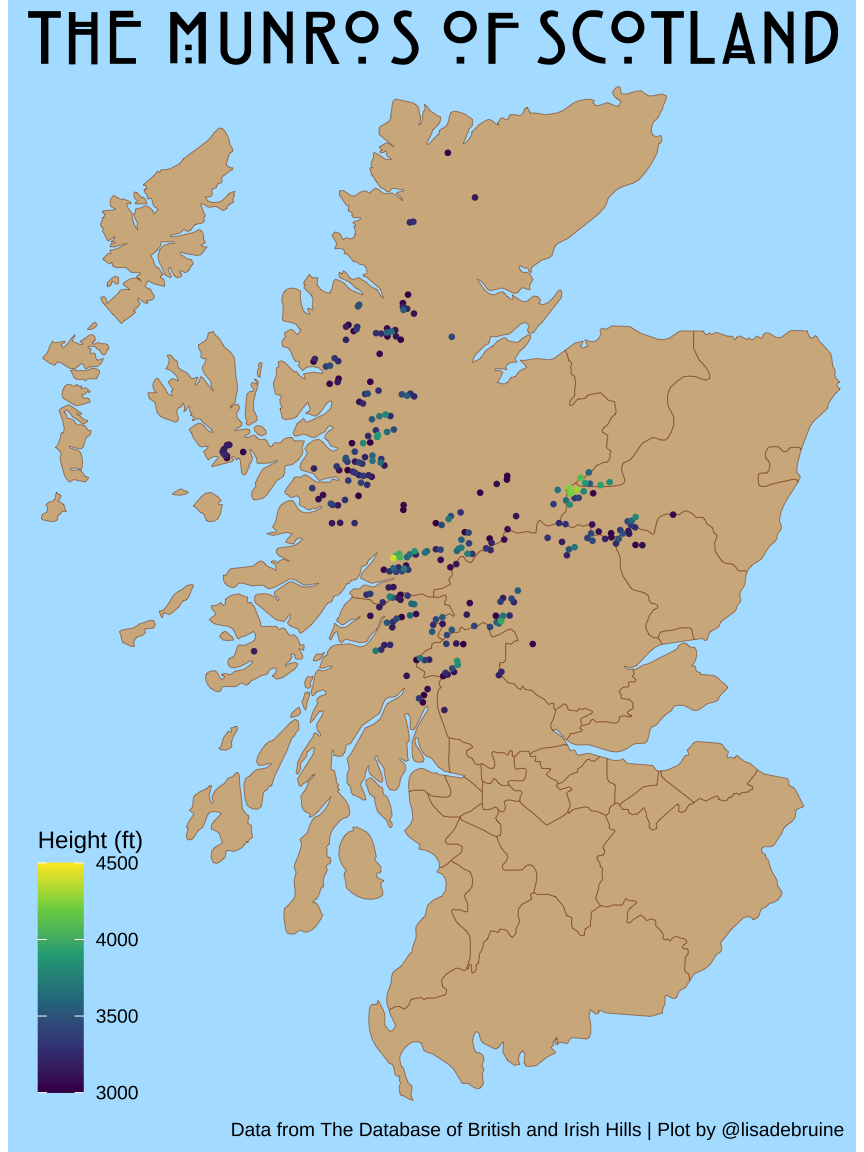 THE MUNROS OF SCOTLAND
Height (ft)
4500
4000
3500
3000
Data from The Database of British and Irish Hills | Plot by @lisadebruine